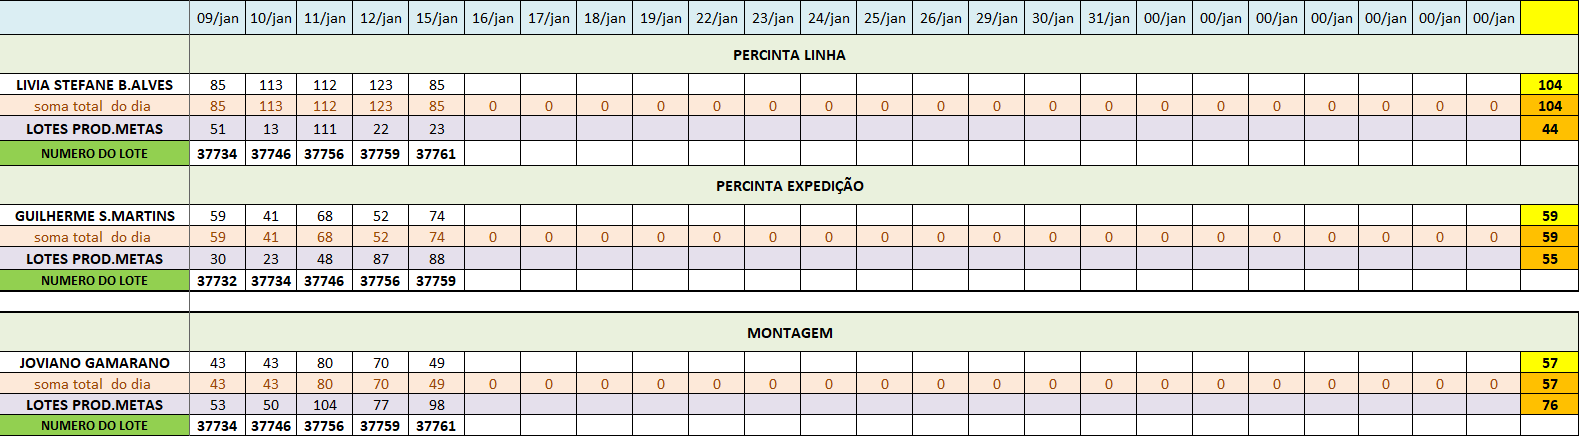 09/jan 10/jan 11/jan 12/jan 15/jan 16/jan 17/jan 18/jan 19/jan 22/jan 23/jan 24/jan 25/jan 26/jan 29/jan 30/jan 31/jan 00/jan 00/jan 00/jan 00/jan 00/jan 00/jan 00/jan
PERCINTA LINHA
LIVIA STEFANE B.ALVES 85 113 112 123 85 104
soma total do dia 85 113 112 123 85 0 0 0 0 0 0 0 0 0 0 0 0 0 0 0 0 0 0 0 104
LOTES PROD.METAS 51 13 111 22 23 44
NUMERO DO LOTE 37734 37746 37756 37759 37761
PERCINTA EXPEDIÇÃO
GUILHERME S.MARTINS 59 41 68 52 74 59
soma total do dia 59 41 68 52 74 0 0 0 0 0 0 0 0 0 0 0 0 0 0 0 0 0 0 0 59
LOTES PROD.METAS 30 23 48 87 88 55
NUMERO DO LOTE 37732 37734 37746 37756 37759
MONTAGEM
JOVIANO GAMARANO 43 43 80 70 49 57
soma total do dia 43 43 80 70 49 0 0 0 0 0 0 0 0 0 0 0 0 0 0 0 0 0 0 0 57
LOTES PROD.METAS 53 50 104 77 98 76
NUMERO DO LOTE 37734 37746 37756 37759 37761